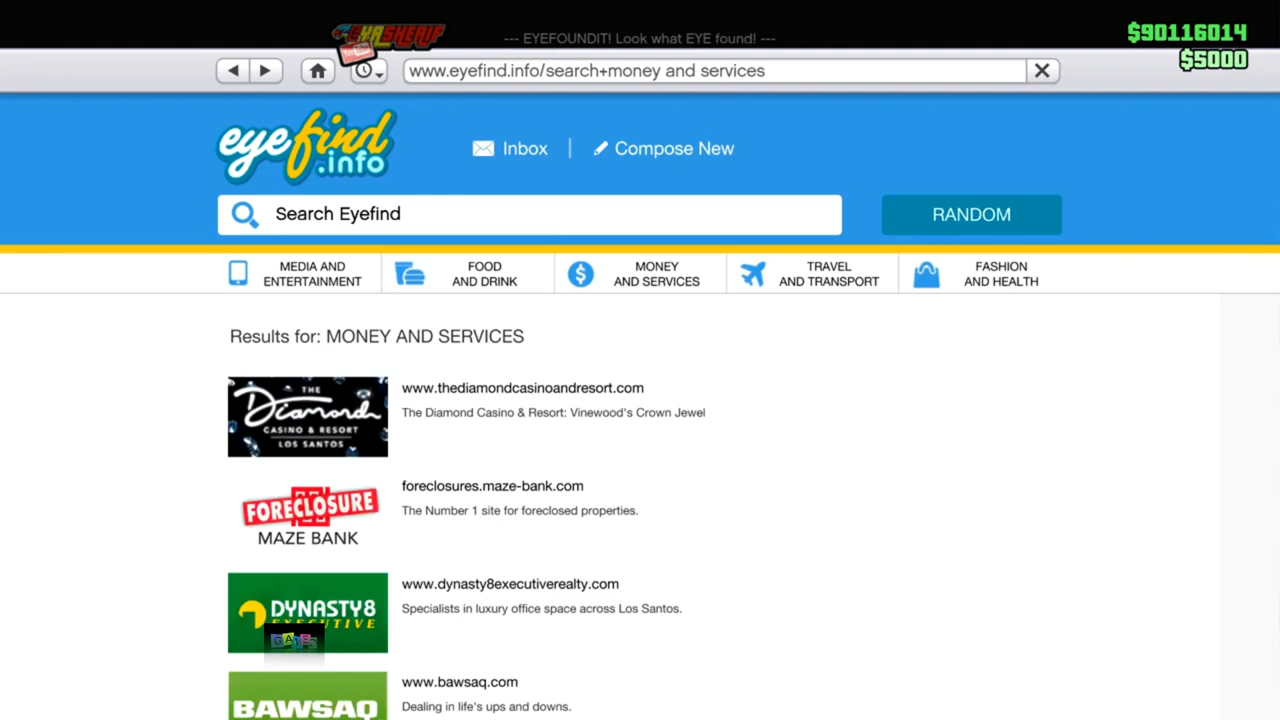 --- EYEFOUNDIT! Look what EYE found! ---
$90116014
$5000
YouTube
www.eyefind.info/search+money and services
eyefind
.info
Inbox
Compose New
Search Eyefind
RANDOM
MEDIA AND
ENTERTAINMENT
FOOD
AND DRINK
MONEY
AND SERVICES
TRAVEL
AND TRANSPORT
FASHION
AND HEALTH
Results for: MONEY AND SERVICES
THE
Diamond
CASINO & RESORT
LOS SANTOS
www.thediamondcasinoandresort.com
The Diamond Casino & Resort: Vinewood's Crown Jewel
FORECLOSURE
MAZE BANK
foreclosures.maze-bank.com
The Number 1 site for foreclosed properties.
DYNASTY8
EXECUTIVE
GAMES
www.dynasty8executiverealty.com
Specialists in luxury office space across Los Santos.
BAWSAQ
www.bawsaq.com
Dealing in life's ups and downs.